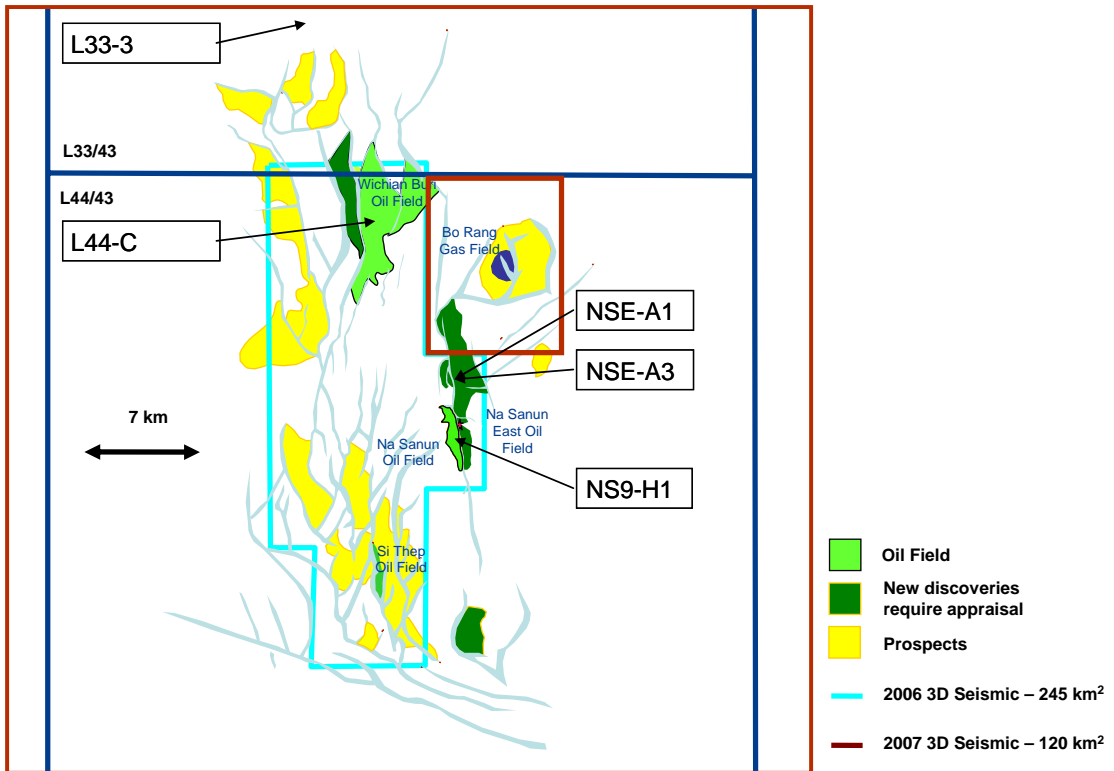 L33-3
L33/43
L44/43
Wichian Buri
Oil Field
L44-C
Bo Rang
Gas Field
NSE-A1
NSE-A3
7 km
Na Sanun
East Oil
Field
Na Sanun
Oil Field
NS9-H1
Si Thep
Oil Field
Oil Field
New discoveries
require appraisal
Prospects
2006 3D Seismic – 245 km²
2007 3D Seismic – 120 km²